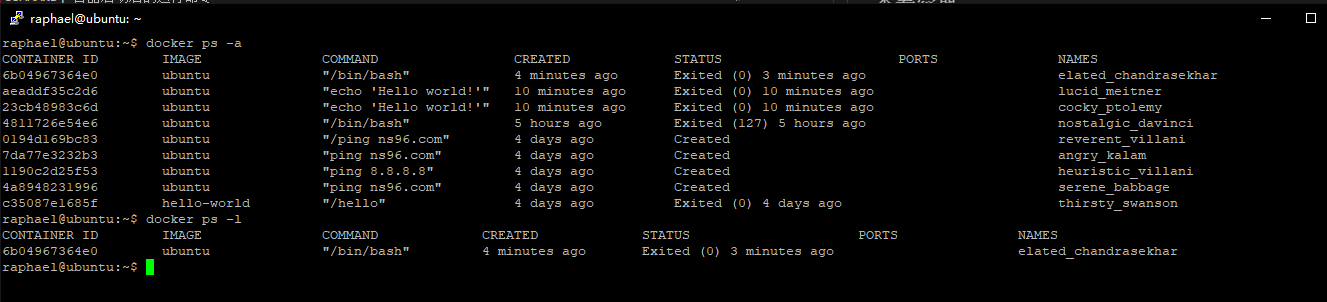 raphael@ubuntu: ~
raphael@ubuntu:~$ docker ps -a
CONTAINER ID        IMAGE               COMMAND                 CREATED             STATUS                      PORTS               NAMES
6b04967364e0        ubuntu              "/bin/bash"             4 minutes ago       Exited (0) 3 minutes ago                        elated_chandrasekhar
aeaddf35c2d6        ubuntu              "echo 'Hello world!'"   10 minutes ago      Exited (0) 10 minutes ago                       lucid_meitner
23cb48983c6d        ubuntu              "echo 'Hello world!'"   10 minutes ago      Exited (0) 10 minutes ago                       cocky_ptolemy
4811726e54e6        ubuntu              "/bin/bash"             5 hours ago         Exited (127) 5 hours ago                        nostalgic_davinci
0194d169bc83        ubuntu              "/ping ns96.com"        4 days ago          Created                                         reverent_villani
7da77e3232b3        ubuntu              "ping ns96.com"         4 days ago          Created                                         angry_kalam
1190c2d25f53        ubuntu              "ping 8.8.8.8"          4 days ago          Created                                         heuristic_villani
4a8948231996        ubuntu              "ping ns96.com"         4 days ago          Created                                         serene_babbage
c35087e1685f        hello-world         "/hello"                4 days ago          Exited (0) 4 days ago                           thirsty_swanson
raphael@ubuntu:~$ docker ps -l
CONTAINER ID        IMAGE               COMMAND             CREATED             STATUS                     PORTS               NAMES
6b04967364e0        ubuntu              "/bin/bash"         4 minutes ago       Exited (0) 3 minutes ago                       elated_chandrasekhar
raphael@ubuntu:~$